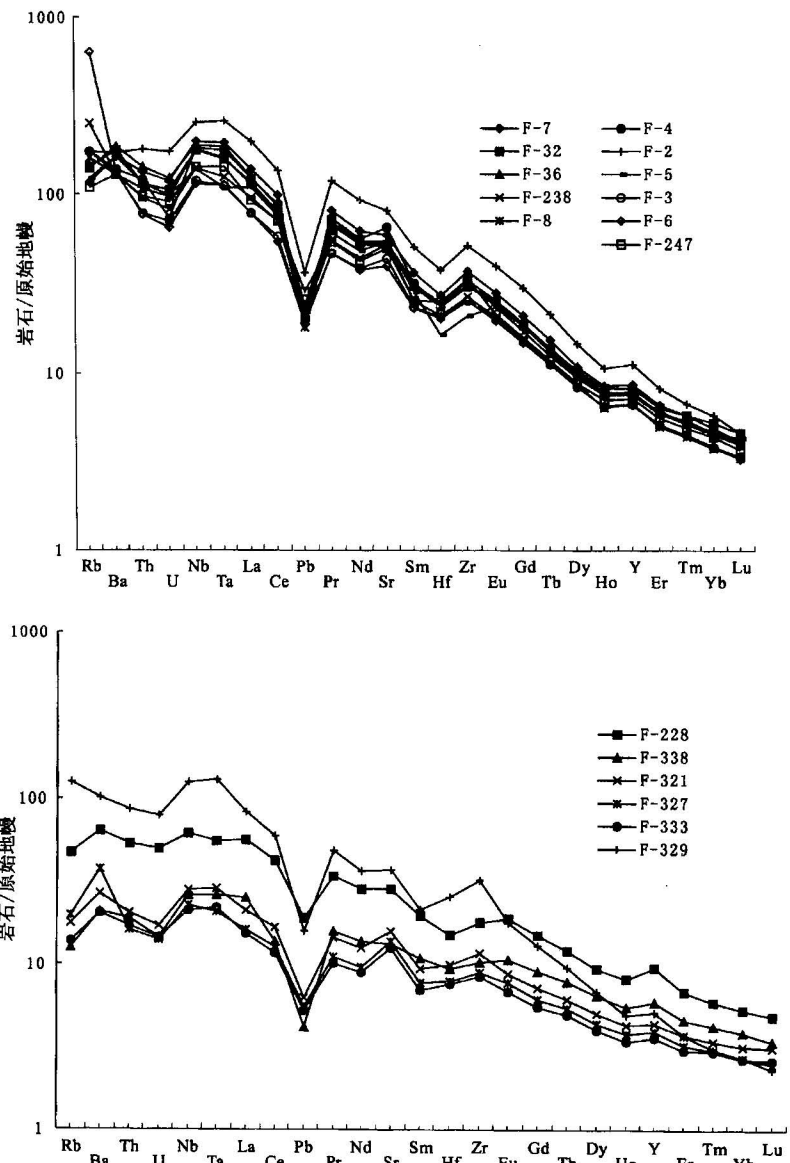 1000
100
10
1
岩石/原始地幔
F-7
F-32
F-36
F-238
F-8
F-4
F-2
F-5
F-3
F-6
F-247
Rb Ba Th U Nb Ta La Ce Pb Pr Nd Sr Sm Hf Zr Eu Gd Tb Dy Ho Y Er Tm Yb Lu
1000
100
10
1
岩石/原始地幔
F-228
F-338
F-321
F-327
F-333
F-329
Rb Ba Th U Nb Ta La Ce Pb Pr Nd Sr Sm Hf Zr Eu Gd Tb Dy Ho Y Er Tm Yb Lu